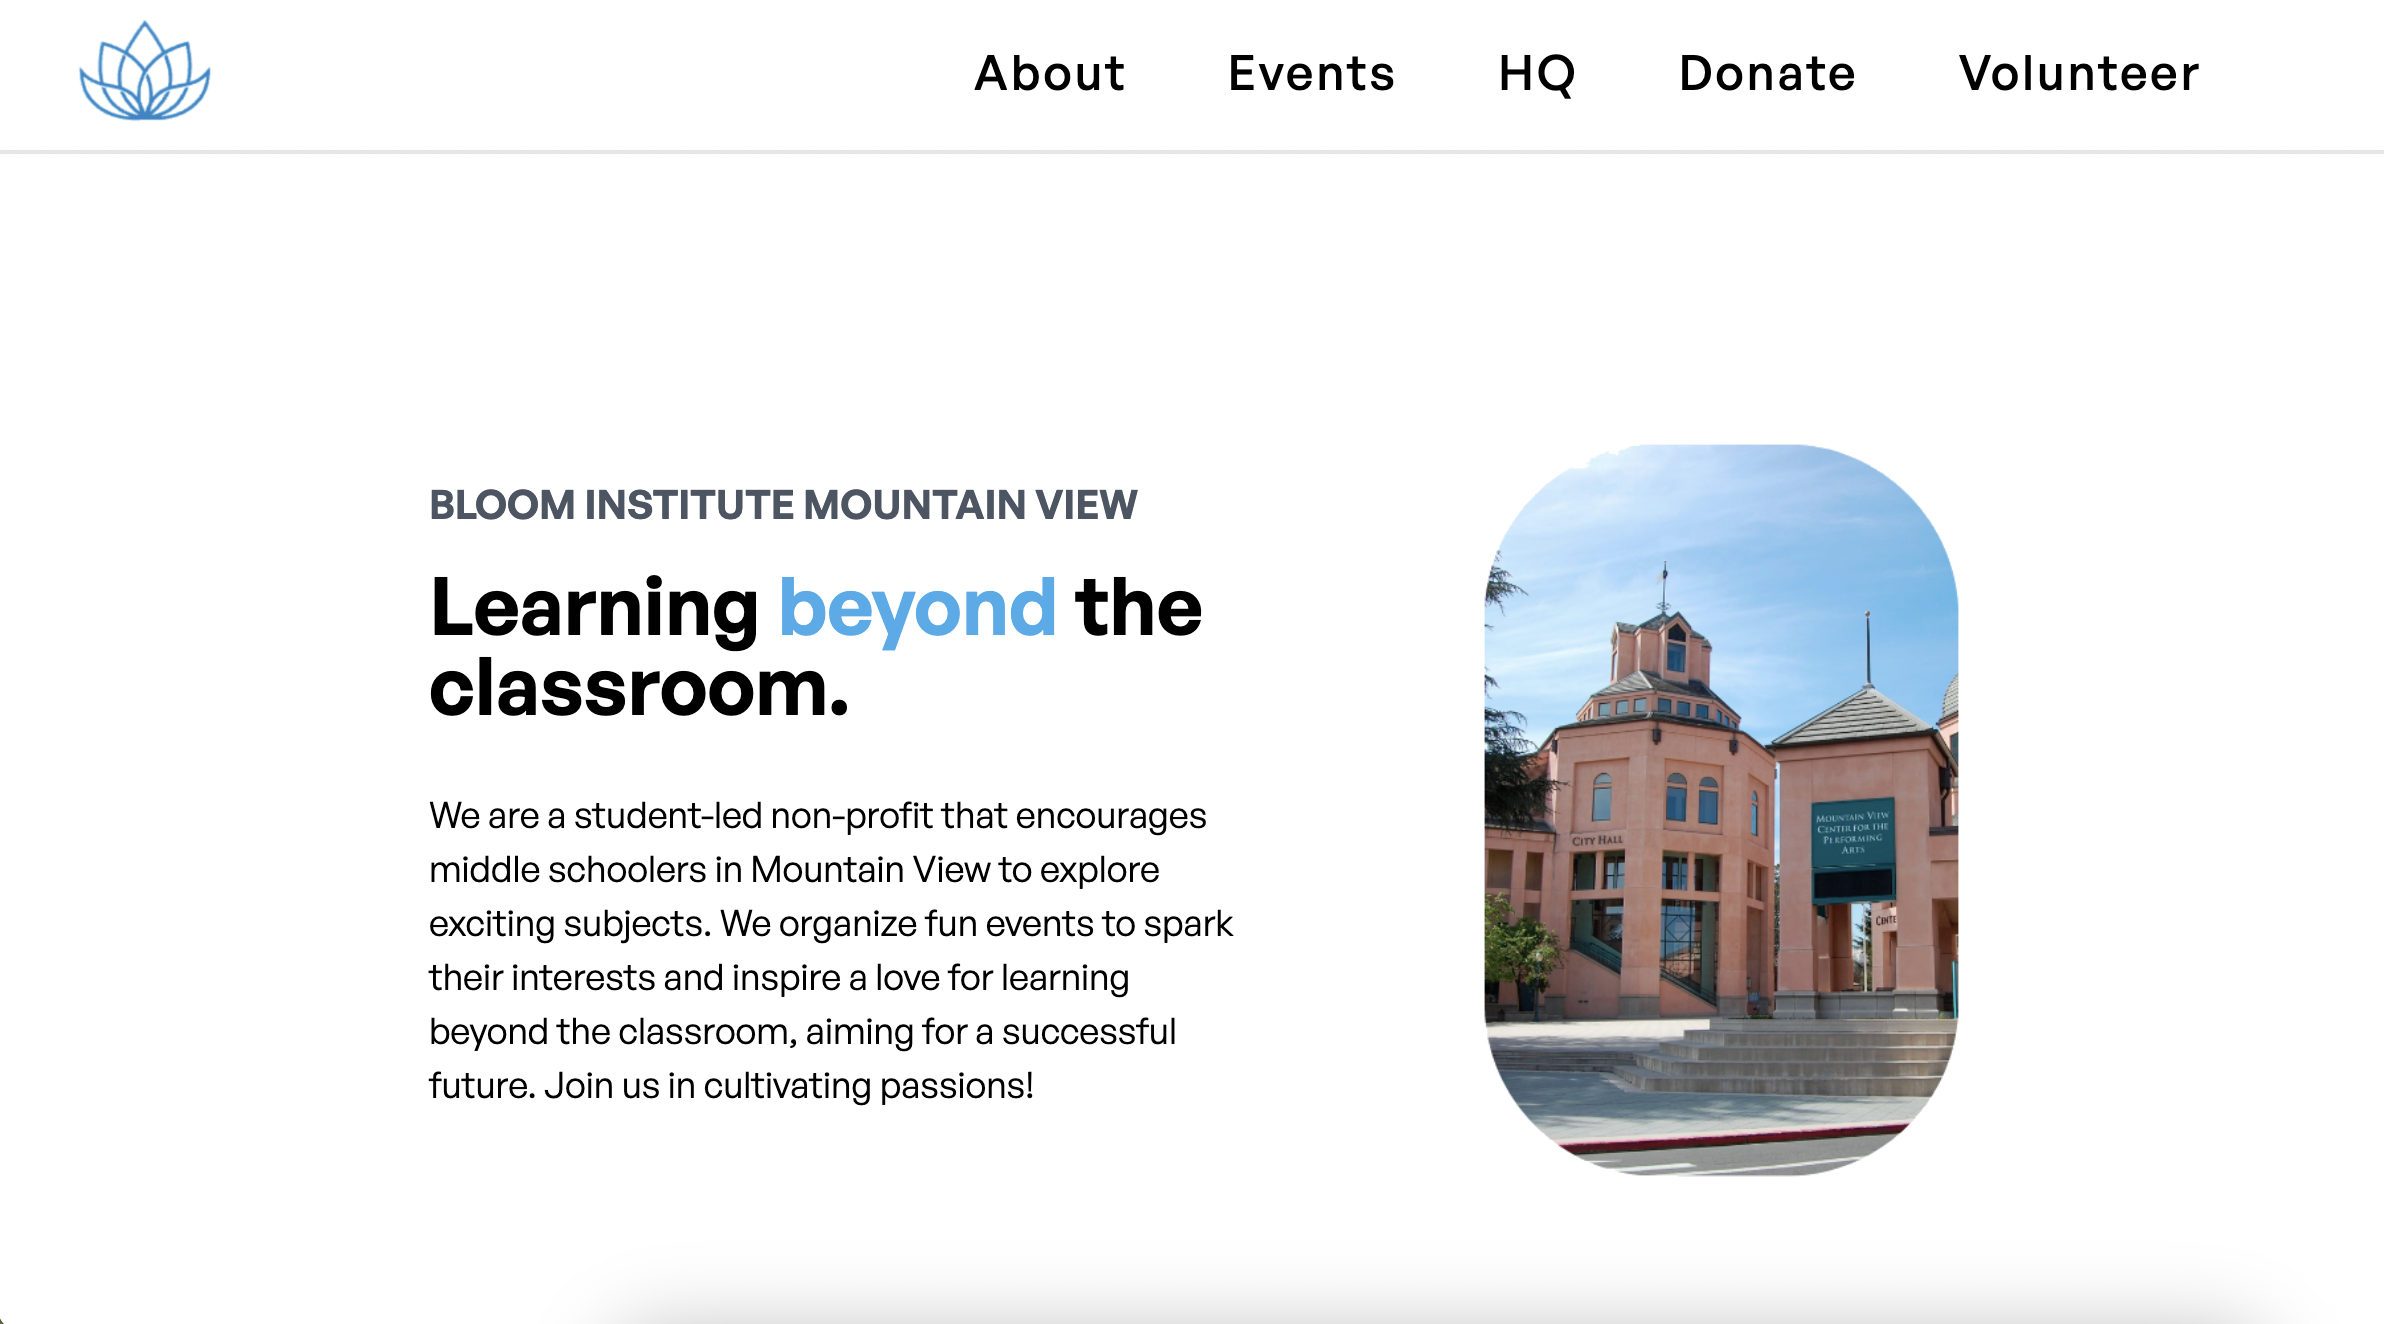 About Events HQ Donate Volunteer
BLOOM INSTITUTE MOUNTAIN VIEW
Learning beyond the
classroom.
We are a student-led non-profit that encourages
middle schoolers in Mountain View to explore
exciting subjects. We organize fun events to spark
their interests and inspire a love for learning
beyond the classroom, aiming for a successful
future. Join us in cultivating passions!
CITY HALL
MOUNTAIN VIEW
CENTER FOR THE
PERFORMING
ARTS
CENTE